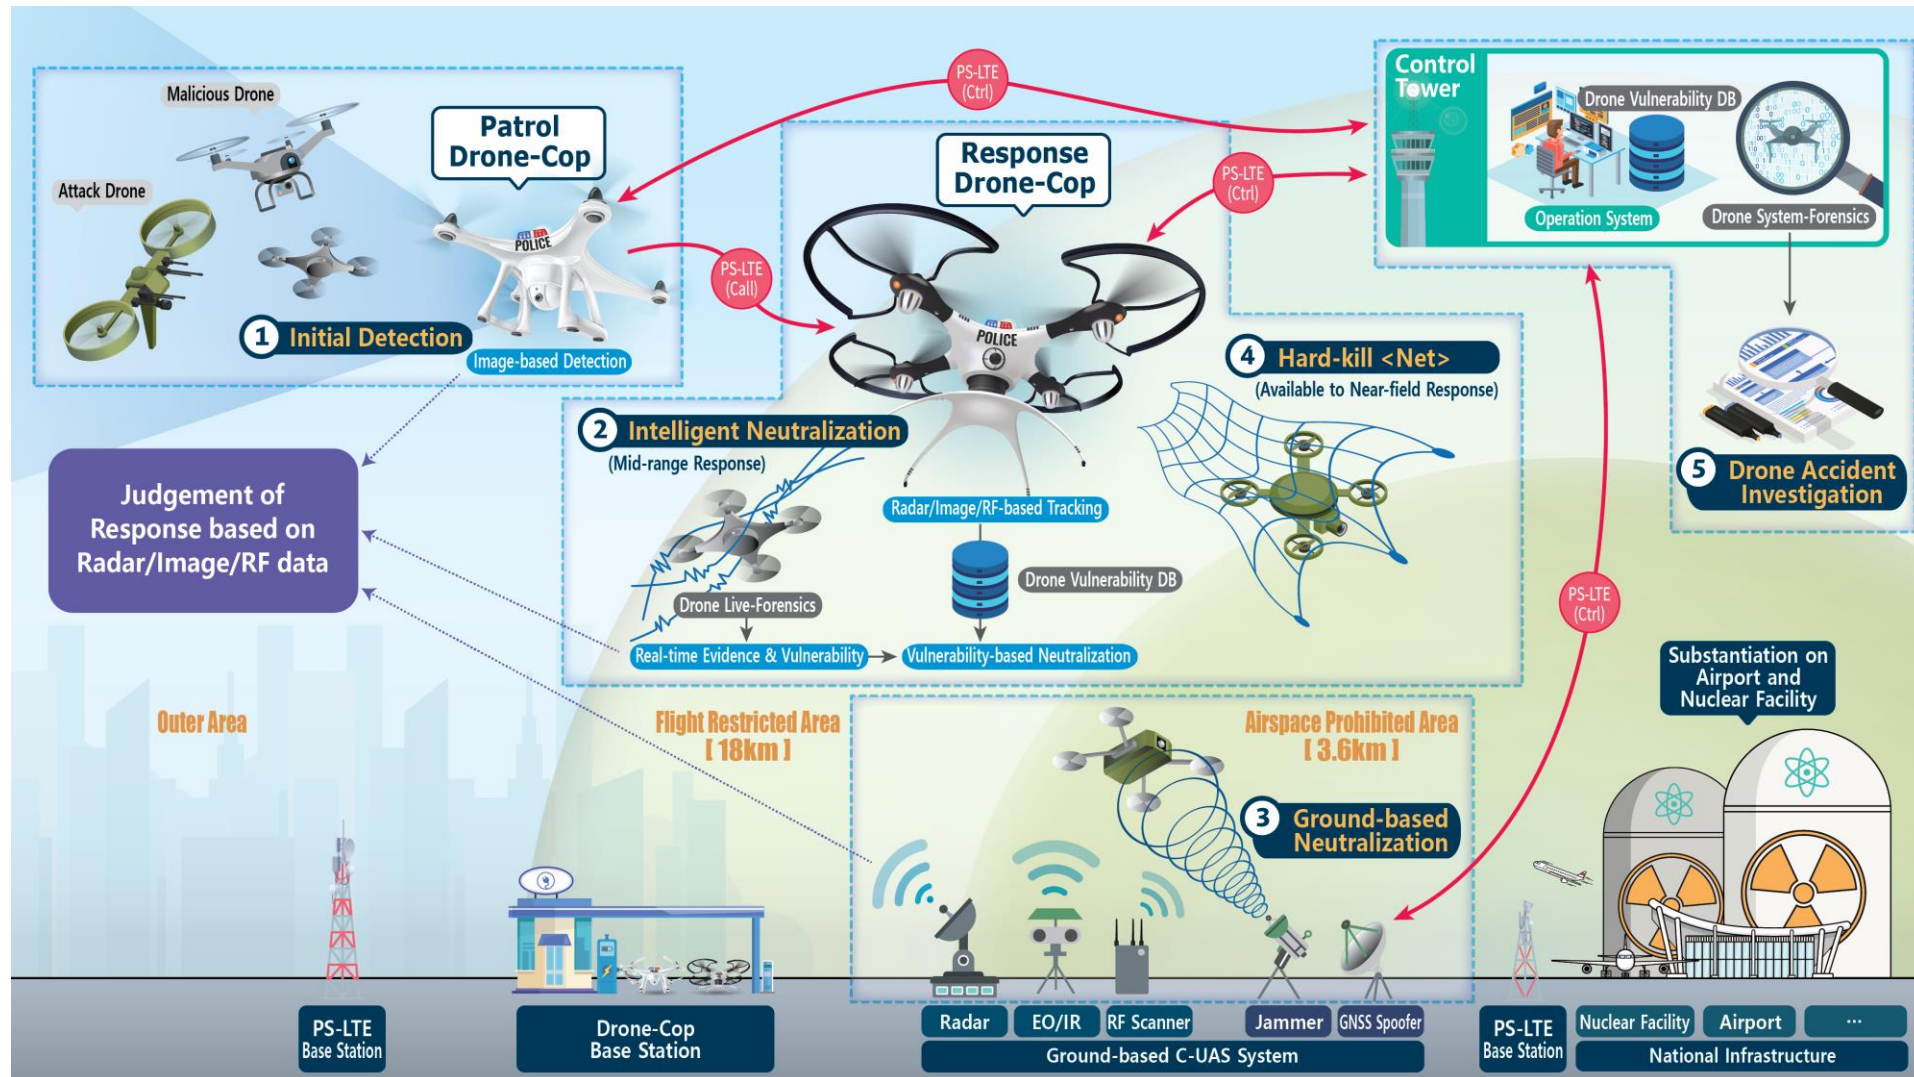 Malicious Drone
Attack Drone
Patrol
Drone-Cop
POLICE
1 Initial Detection
Image-based Detection
PS-LTE
(Ctrl)
PS-LTE
(Call)
Response
Drone-Cop
POLICE
PS-LTE
(Ctrl)
Control
Tower
Drone Vulnerability DB
Operation System
Drone System-Forensics
5 Drone Accident
Investigation
2 Intelligent Neutralization
(Mid-range Response)
Radar/Image/RF-based Tracking
Drone Vulnerability DB
Drone Live-Forensics
Real-time Evidence & Vulnerability
Vulnerability-based Neutralization
4 Hard-kill <Net>
(Available to Near-field Response)
Judgement of
Response based on
Radar/Image/RF data
PS-LTE
(Ctrl)
Outer Area
Flight Restricted Area
[ 18km ]
Airspace Prohibited Area
[ 3.6km ]
3 Ground-based
Neutralization
Substantiation on
Airport and
Nuclear Facility
PS-LTE
Base Station
Drone-Cop
Base Station
Radar
EO/IR
RF Scanner
Jammer
GNSS Spoofer
Ground-based C-UAS System
PS-LTE
Base Station
Nuclear Facility
Airport
...
National Infrastructure